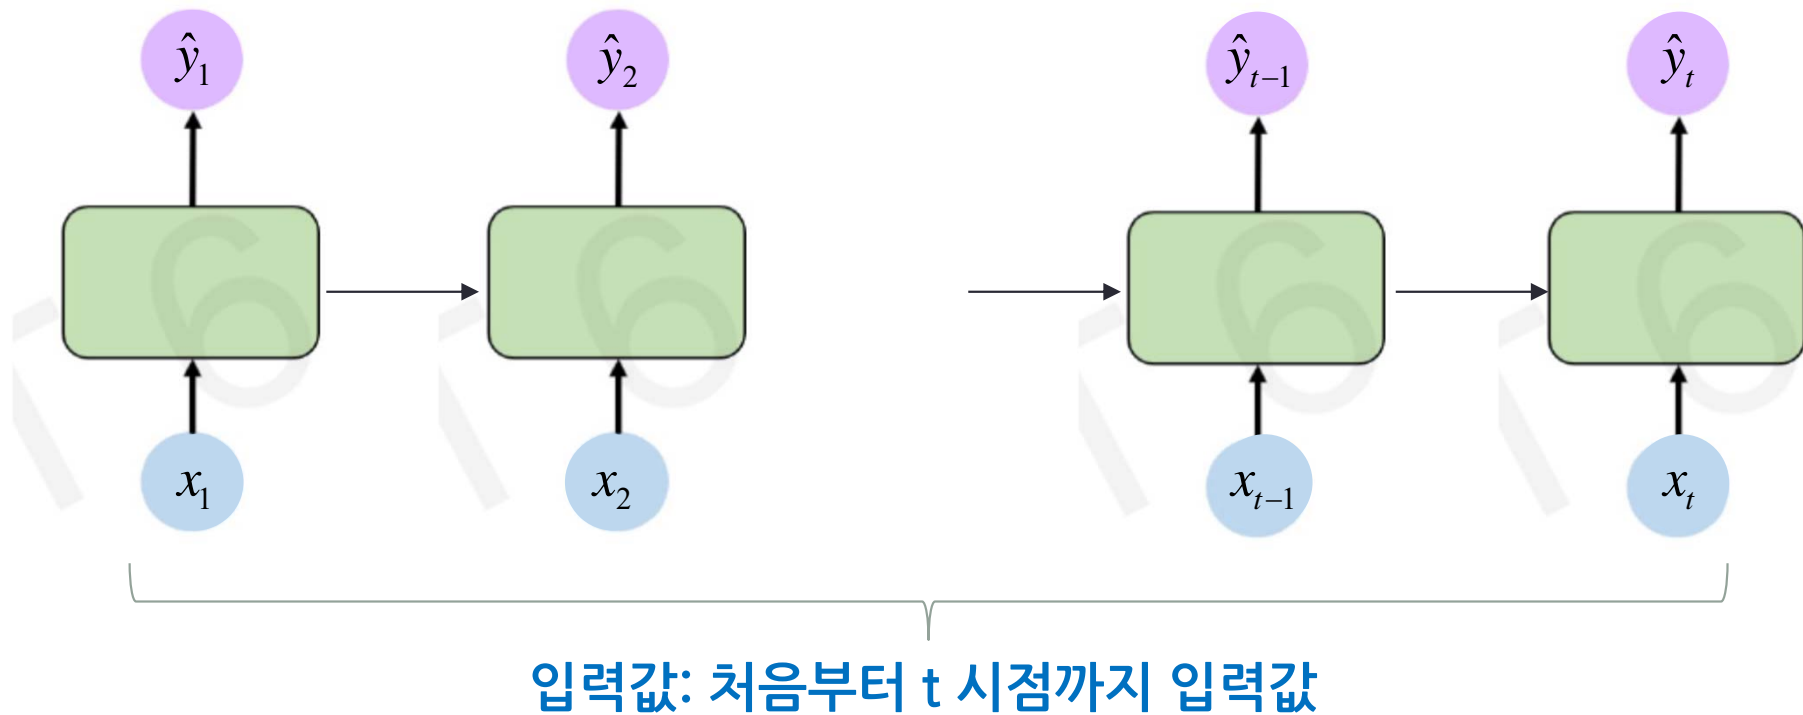 ŷ₁ ŷ₂ ŷₜ₋₁ ŷₜ
x₁ x₂ xₜ₋₁ xₜ
입력값: 처음부터 t 시점까지 입력값